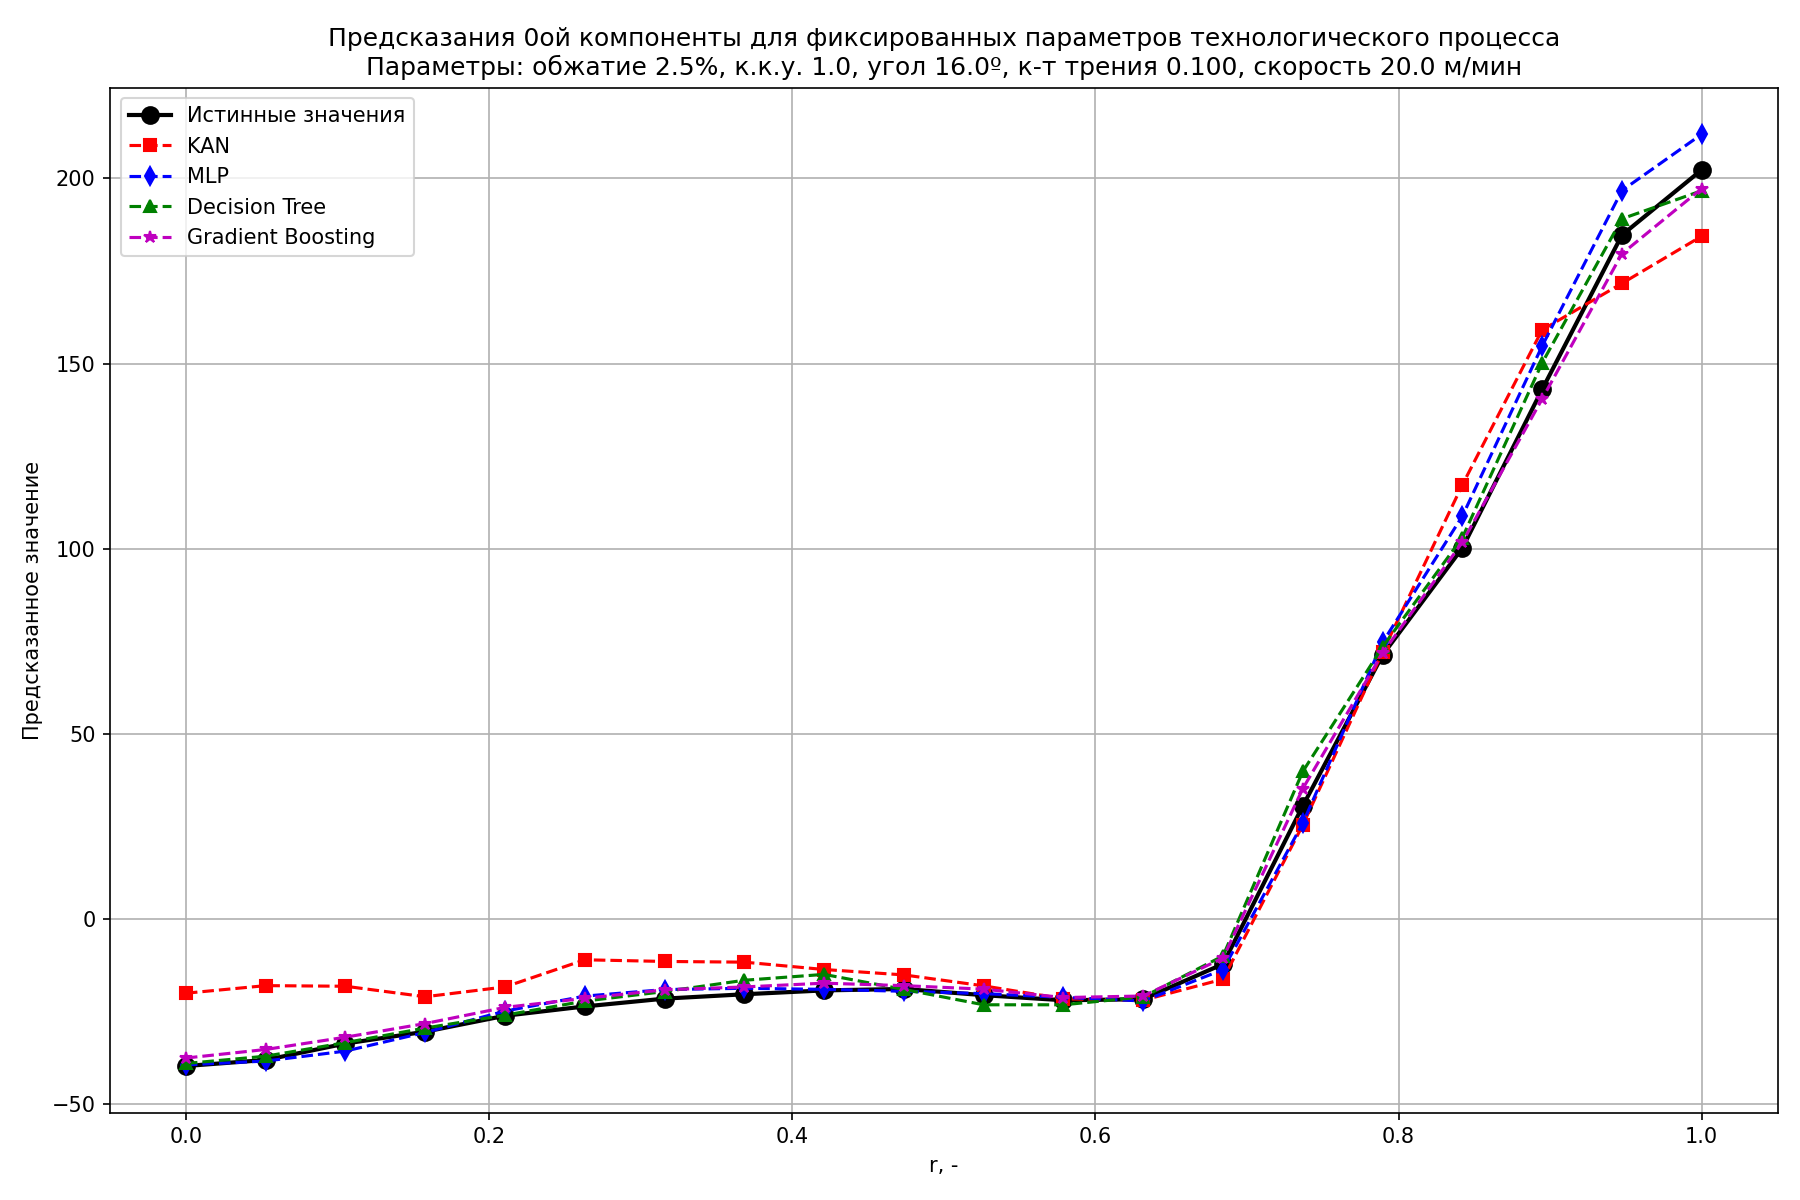 Предсказания 0ой компоненты для фиксированных параметров технологического процесса
Параметры: обжатие 2.5%, к.к.у. 1.0, угол 16.0º, к-т трения 0.100, скорость 20.0 м/мин
Истинные значения
KAN
MLP
Decision Tree
Gradient Boosting
Предсказанное значение
200
150
100
50
0
−50
0.0
0.2
0.4
0.6
0.8
1.0
r, -